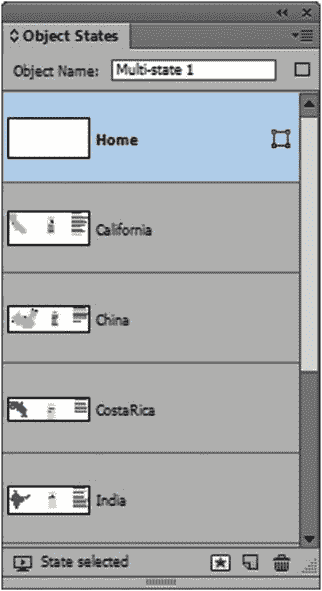 Object States
Object Name: Multi-state 1
Home
California
China
CostaRica
India
State selected